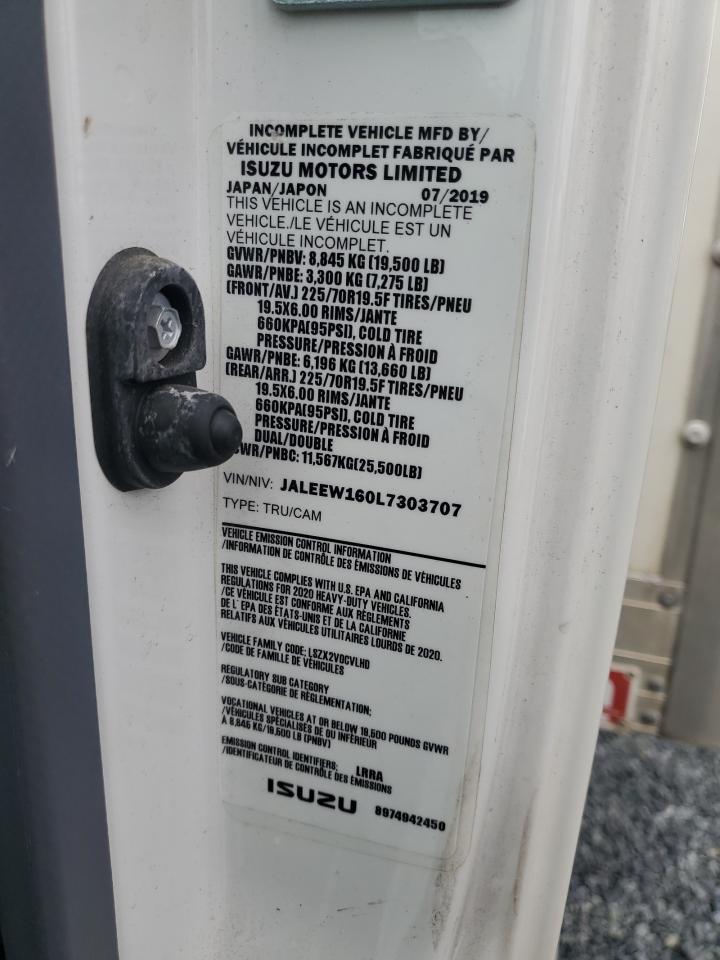 INCOMPLETE VEHICLE MFD BY/
VÉHICULE INCOMPLET FABRIQUÉ PAR
ISUZU MOTORS LIMITED
JAPAN/JAPON 07/2019
THIS VEHICLE IS AN INCOMPLETE
VEHICLE./LE VÉHICULE EST UN
VÉHICULE INCOMPLET.
GVWR/PNBV: 8,845 KG (19,500 LB)
GAWR/PNBE: 3,300 KG (7,275 LB)
(FRONT/AV.) 225/70R19.5F TIRES/PNEU
19.5X6.00 RIMS/JANTE
660KPA(95PSI), COLD TIRE
PRESSURE/PRESSION À FROID
GAWR/PNBE: 6,196 KG (13,660 LB)
(REAR/ARR.) 225/70R19.5F TIRES/PNEU
19.5X6.00 RIMS/JANTE
660KPA(95PSI), COLD TIRE
PRESSURE/PRESSION À FROID
DUAL/DOUBLE
CWR/PNBC: 11,567KG(25,500LB)
VIN/NIV: JALEEW160L7303707
TYPE: TRU/CAM
VEHICLE EMISSION CONTROL INFORMATION
/INFORMATION DE CONTRÔLE DES ÉMISSIONS DE VÉHICULES
THIS VEHICLE COMPLIES WITH U.S. EPA AND CALIFORNIA
REGULATIONS FOR 2020 HEAVY-DUTY VEHICLES.
/CE VÉHICULE EST CONFORME AUX RÈGLEMENTS
DE L' EPA DES ÉTATS-UNIS ET DE LA CALIFORNIE
RELATIFS AUX VÉHICULES UTILITAIRES LOURDS DE 2020.
VEHICLE FAMILY CODE: LSZX2VOCVLHD
/CODE DE FAMILLE DE VÉHICULES
REGULATORY SUB CATEGORY
/SOUS-CATÉGORIE DE RÉGLEMENTATION:
VOCATIONAL VEHICLES AT OR BELOW 19,500 POUNDS GVWR
/VÉHICULES SPÉCIALISÉS DE OU INFÉRIEUR
À 8,845 KG/19,500 LB (PNBV)
EMISSION CONTROL IDENTIFIERS: LRRA
/IDENTIFICATEUR DE CONTRÔLE DES ÉMISSIONS
ISUZU 8974942450